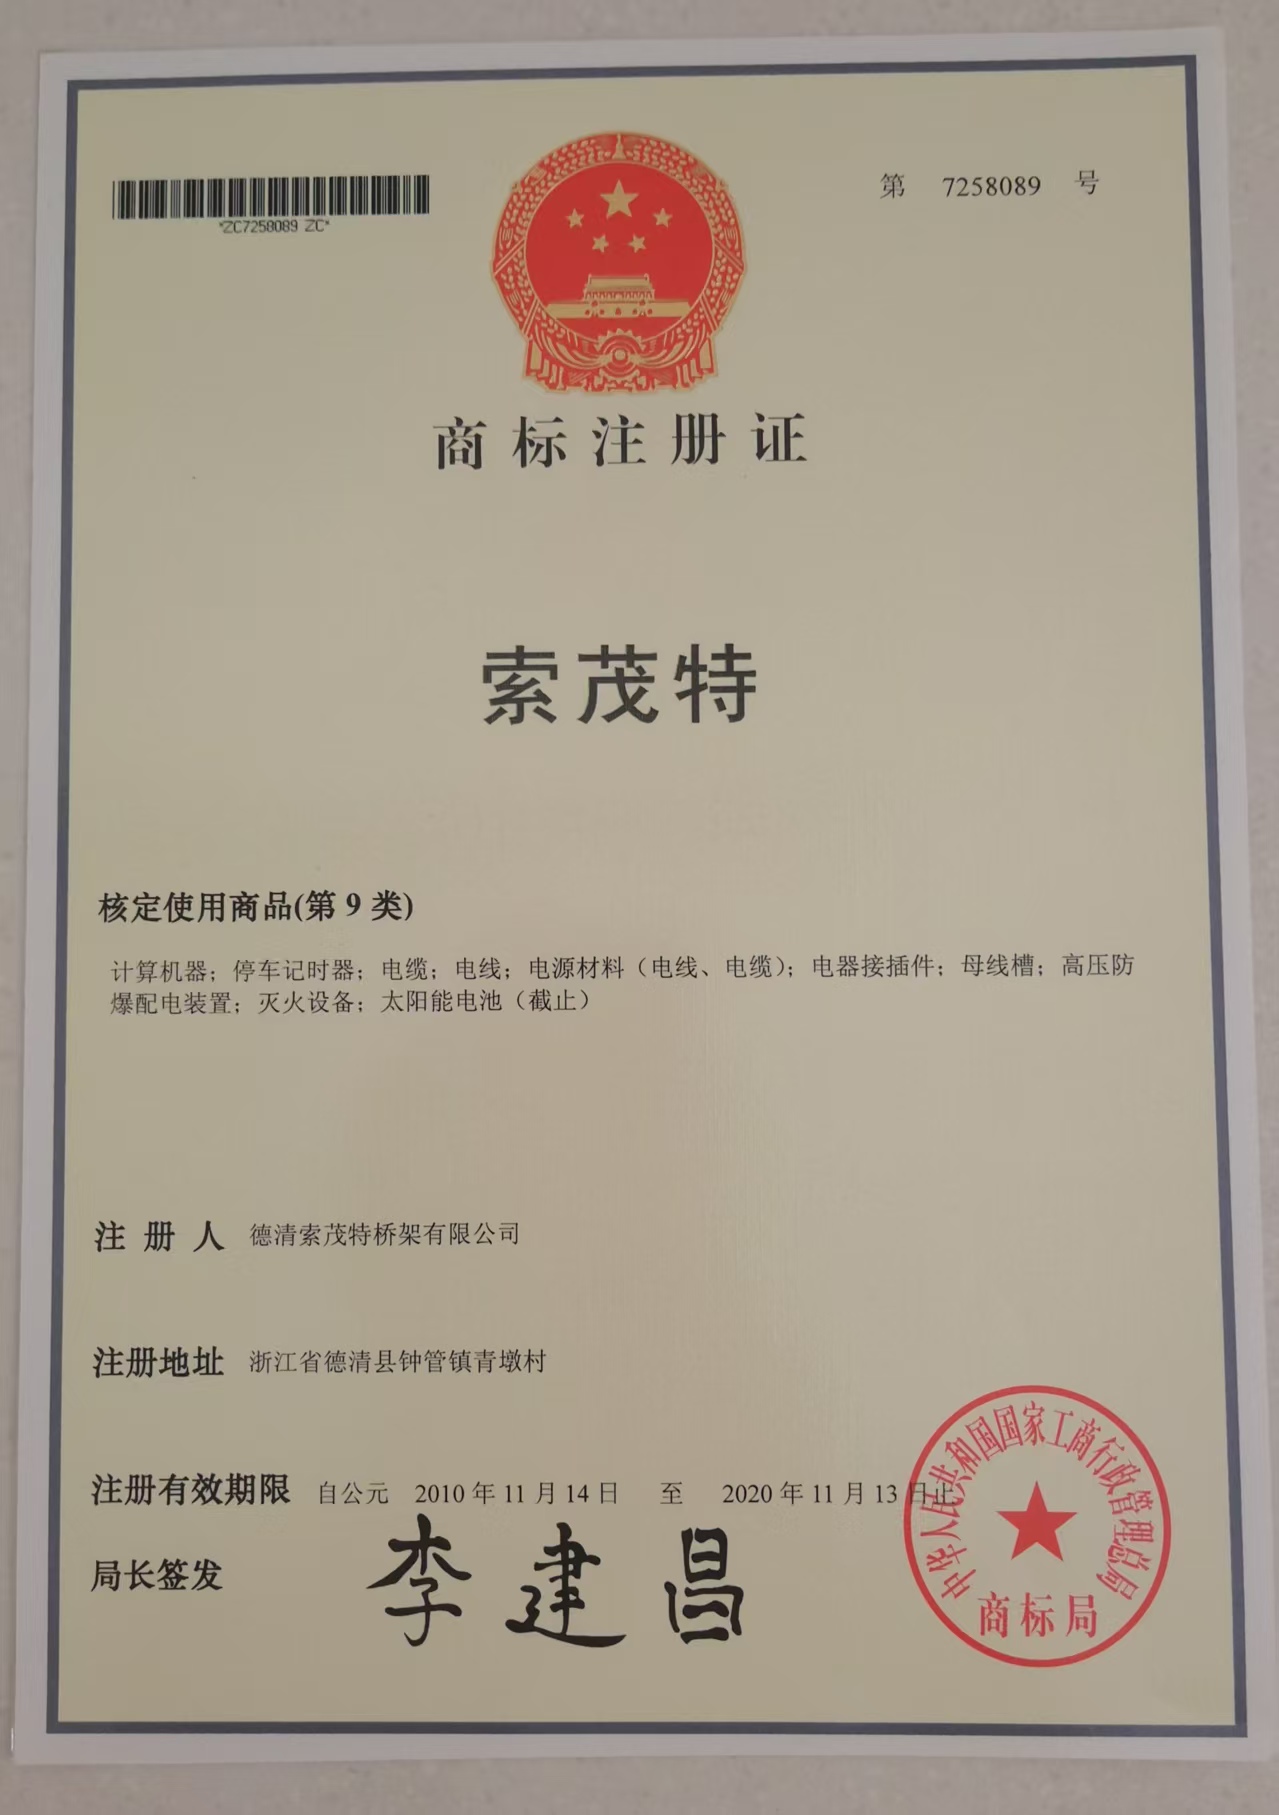 *ZC7258089 ZC*
第 7258089 号
商标注册证
索茂特
核定使用商品(第 9 类)
计算机器；停车记时器；电缆；电线；电源材料（电线、电缆）；电器接插件；母线槽；高压防
爆配电装置；灭火设备；太阳能电池（截止）
注 册 人 德清索茂特桥架有限公司
注册地址 浙江省德清县钟管镇青墩村
注册有效期限 自公元 2010 年 11 月 14 日 至 2020 年 11 月 13 日止
局长签发 李建昌
中华人民共和国国家工商行政管理总局
商标局